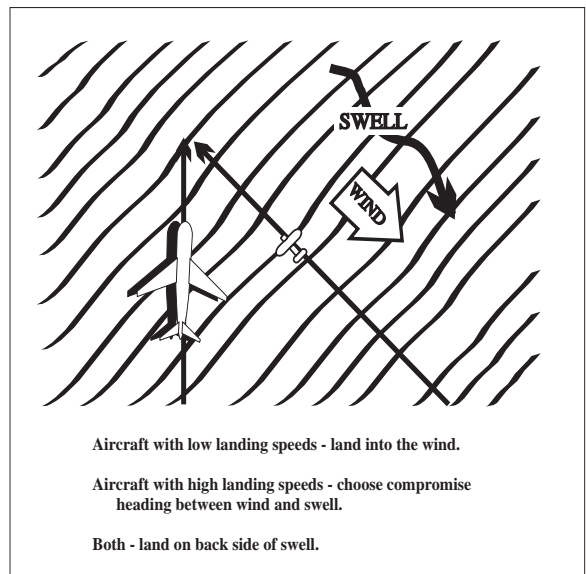 SWELL
WIND
Aircraft with low landing speeds - land into the wind.
Aircraft with high landing speeds - choose compromise
heading between wind and swell.
Both - land on back side of swell.